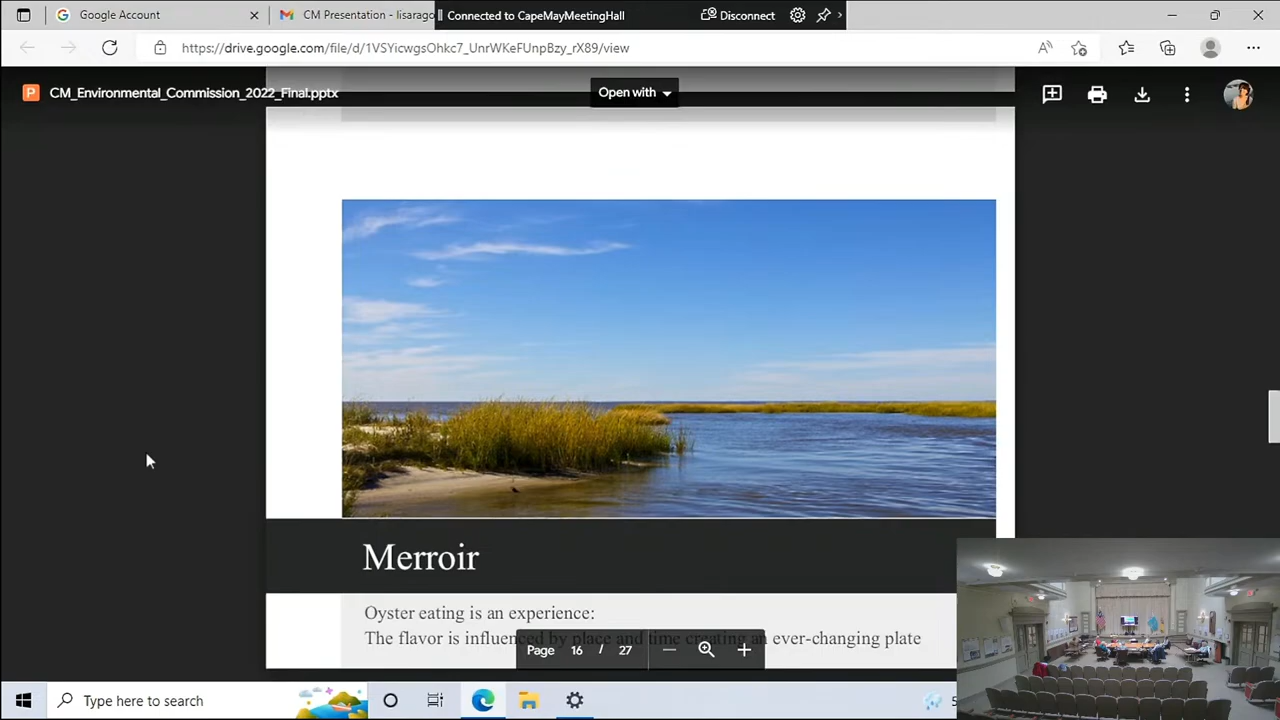 Google Account
CM Presentation - lisarago
Connected to CapeMayMeetingHall
Disconnect
https://drive.google.com/file/d/1VSYicwgsOhkc7_UnrWKeFUnpBzy_rX89/view
CM_Environmental_Commission_2022_Final.pptx
Open with
Merroir
Oyster eating is an experience:
The flavor is influenced by place and time creating an ever-changing plate
Page 16 / 27
Type here to search